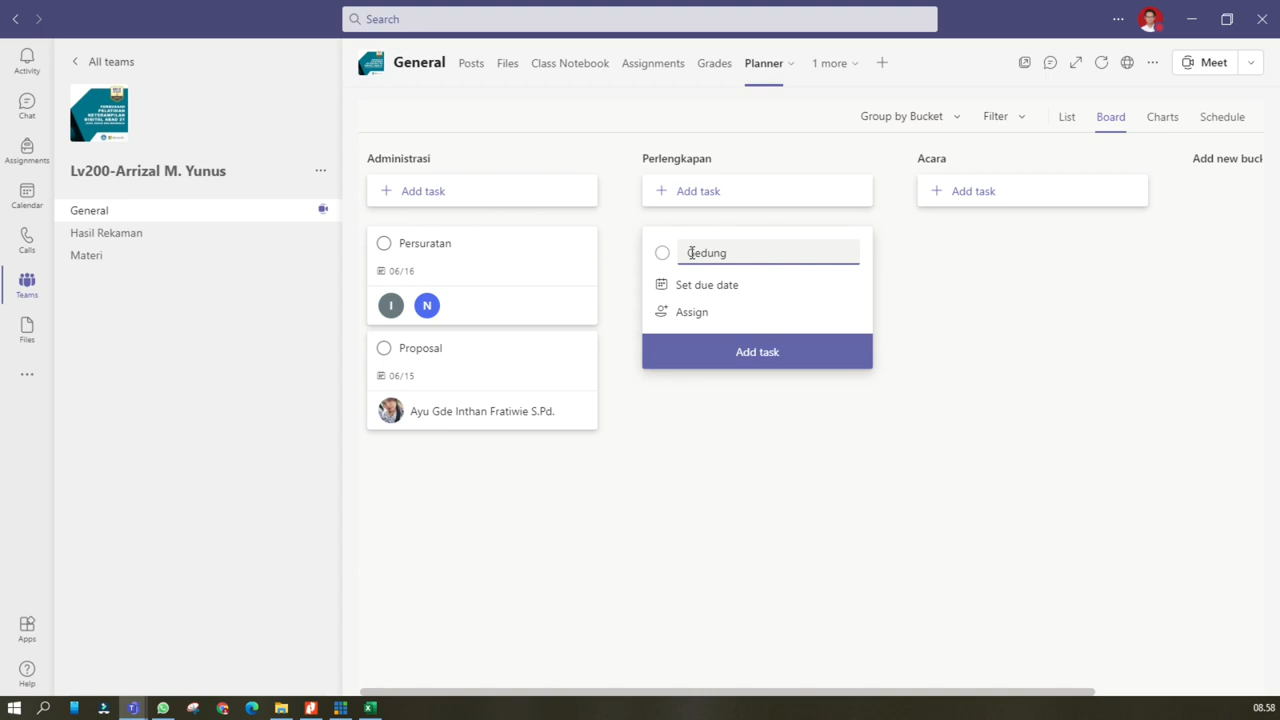 Search
Activity
Chat
Assignments
Calendar
Calls
Teams
Files
Apps
Help
All teams
Lv200-Arrizal M. Yunus
General
Hasil Rekaman
Materi
General
Posts
Files
Class Notebook
Assignments
Grades
Planner
1 more
Meet
Group by Bucket
Filter
List
Board
Charts
Schedule
Administrasi
Add task
Persuratan
06/16
I
N
Proposal
06/15
Ayu Gde Inthan Fratiwie S.Pd.
Perlengkapan
Add task
Gedung
Set due date
Assign
Add task
Acara
Add task
Add new buck
08.58